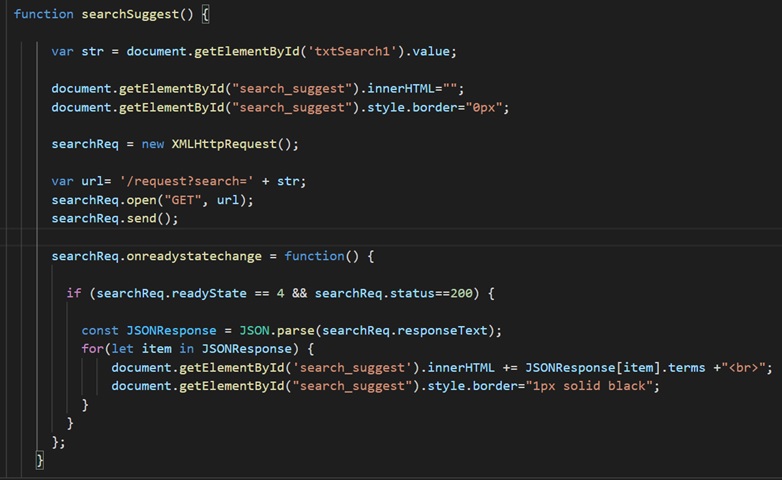 function searchSuggest() {
var str = document.getElementById('txtSearch1').value;
document.getElementById("search_suggest").innerHTML="";
document.getElementById("search_suggest").style.border="0px";
searchReq = new XMLHttpRequest();
var url= '/request?search=' + str;
searchReq.open("GET", url);
searchReq.send();
searchReq.onreadystatechange = function() {
if (searchReq.readyState == 4 && searchReq.status==200) {
const JSONResponse = JSON.parse(searchReq.responseText);
for(let item in JSONResponse) {
document.getElementById('search_suggest').innerHTML += JSONResponse[item].terms +"<br>";
document.getElementById("search_suggest").style.border="1px solid black";
}
}
};
}